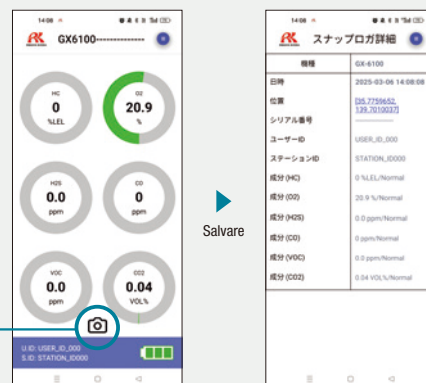 14:08
GX6100--------------
HC
0
%LEL
O2
20.9
%
H2S
0.0
ppm
CO
0
ppm
VOC
0.0
ppm
CO2
0.04
VOL%
U.ID: USER_ID_000
S.ID: STATION_ID000
Salvare
14:08
スナップロガ詳細
機種 GX-6100
日時 2025-03-06 14:08:08
位置 [35.7759652,
139.7010037]
シリアル番号
ユーザーID USER_ID_000
ステーションID STATION_ID000
成分 (HC) 0 %LEL/Normal
成分 (O2) 20.9 %/Normal
成分 (H2S) 0.0 ppm/Normal
成分 (CO) 0 ppm/Normal
成分 (VOC) 0.0 ppm/Normal
成分 (CO2) 0.04 VOL%/Normal